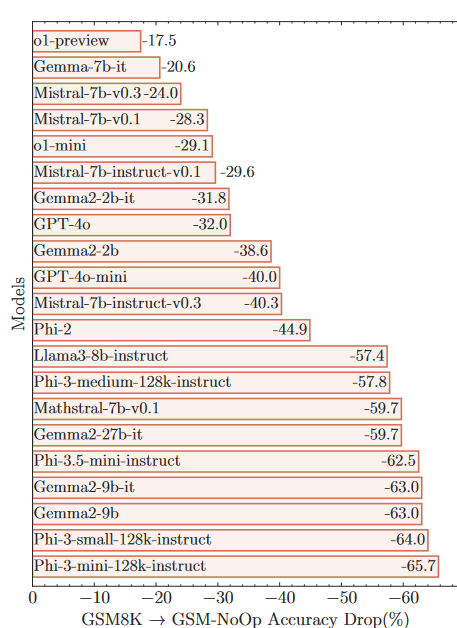 o1-preview -17.5
Gemma-7b-it -20.6
Mistral-7b-v0.3 -24.0
Mistral-7b-v0.1 -28.3
o1-mini -29.1
Mistral-7b-instruct-v0.1 -29.6
Gemma2-2b-it -31.8
GPT-4o -32.0
Gemma2-2b -38.6
GPT-4o-mini -40.0
Mistral-7b-instruct-v0.3 -40.3
Phi-2 -44.9
Llama3-8b-instruct -57.4
Phi-3-medium-128k-instruct -57.8
Mathstral-7b-v0.1 -59.7
Gemma2-27b-it -59.7
Phi-3.5-mini-instruct -62.5
Gemma2-9b-it -63.0
Gemma2-9b -63.0
Phi-3-small-128k-instruct -64.0
Phi-3-mini-128k-instruct -65.7
Models
0 −10 −20 −30 −40 −50 −60
GSM8K → GSM-NoOp Accuracy Drop(%)